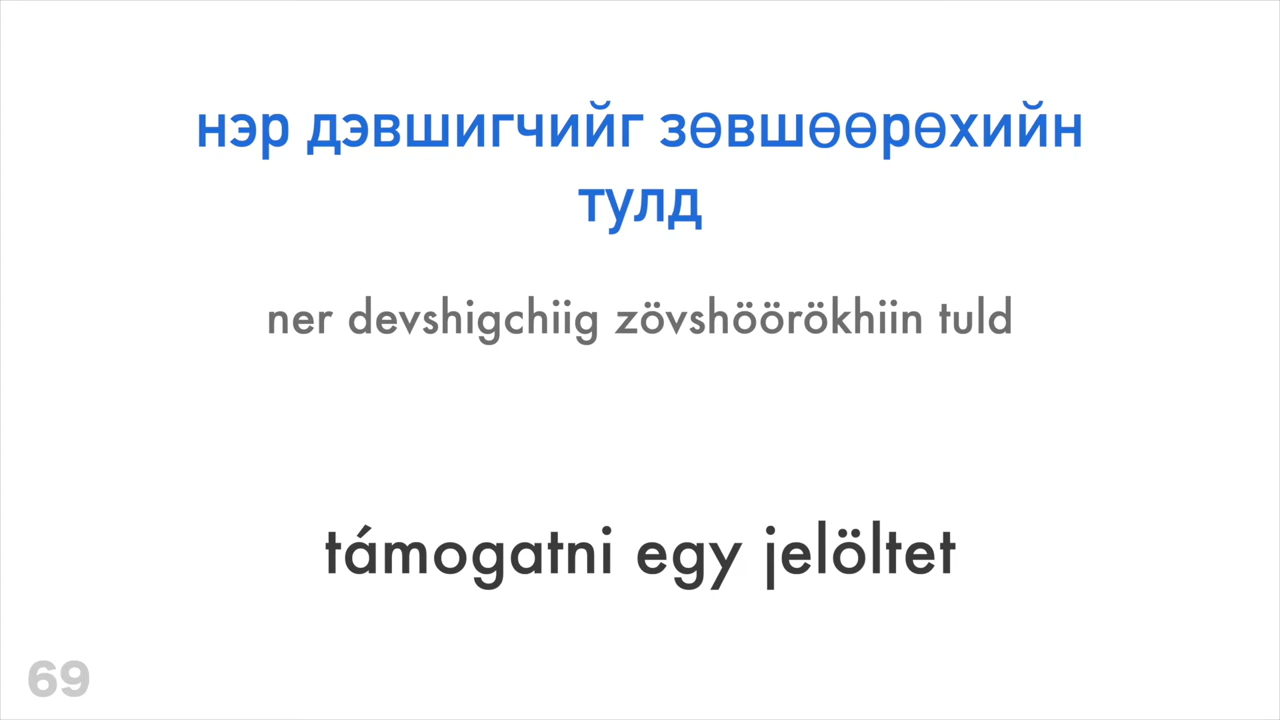 нэр дэвшигчийг зөвшөөрөхийн
тулд
ner devshigchiig zövshöörökhiin tuld
támogatni egy jelöltet
69